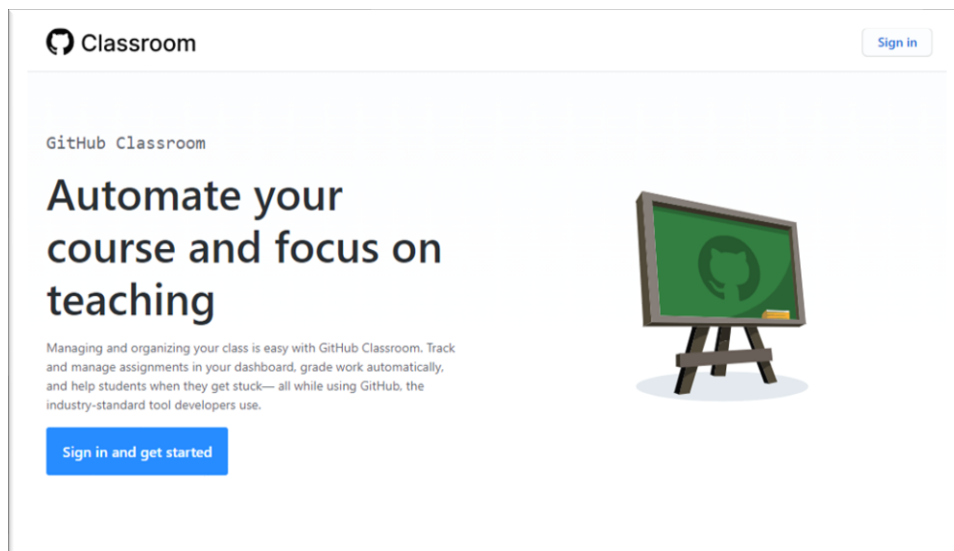 Classroom
Sign in
GitHub Classroom
Automate your
course and focus on
teaching
Managing and organizing your class is easy with GitHub Classroom. Track
and manage assignments in your dashboard, grade work automatically,
and help students when they get stuck— all while using GitHub, the
industry-standard tool developers use.
Sign in and get started